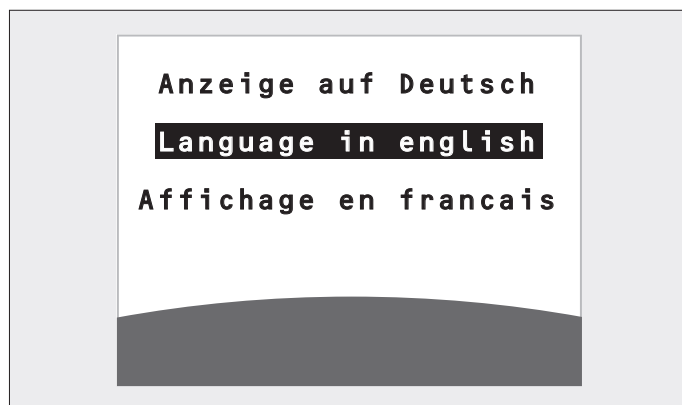 Anzeige auf Deutsch
Language in english
Affichage en francais